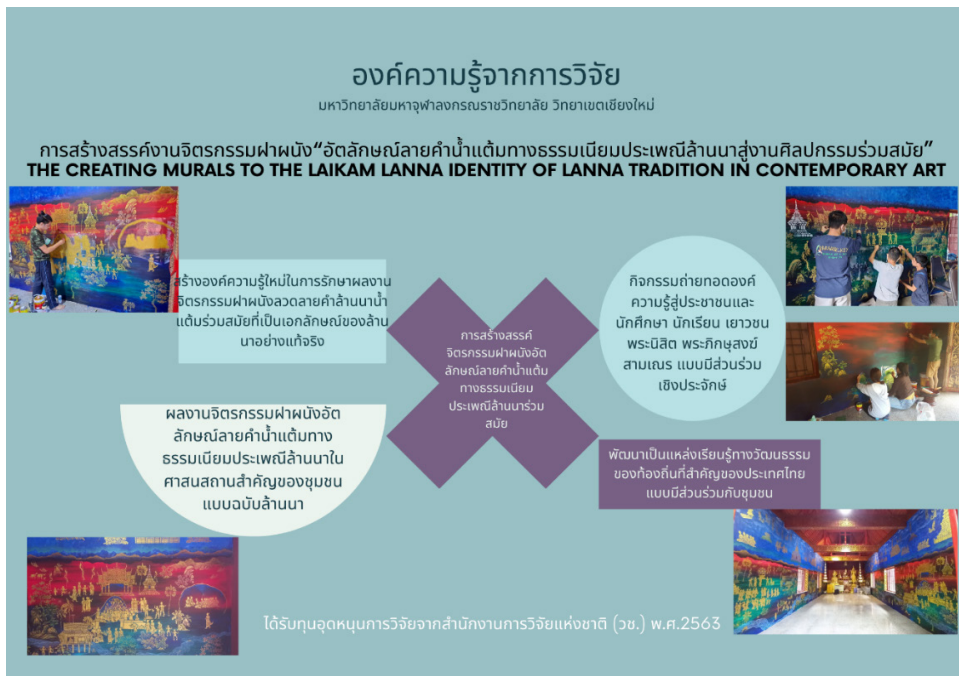 องค์ความรู้จากการวิจัย
มหาวิทยาลัยมหาจุฬาลงกรณราชวิทยาลัย วิทยาเขตเชียงใหม่
การสร้างสรรค์งานจิตรกรรมฝาผนัง“อัตลักษณ์ลายคำน้ำแต้มทางธรรมเนียมประเพณีล้านนาสู่งานศิลปกรรมร่วมสมัย”
THE CREATING MURALS TO THE LAIKAM LANNA IDENTITY OF LANNA TRADITION IN CONTEMPORARY ART
สร้างองค์ความรู้ใหม่ในการรักษาผลงาน
จิตรกรรมฝาผนังลวดลายคำล้านนาน้ำ
แต้มร่วมสมัยที่เป็นเอกลักษณ์ของล้าน
นาอย่างแท้จริง
การสร้างสรรค์
จิตรกรรมฝาผนังอัต
ลักษณ์ลายคำน้ำแต้ม
ทางธรรมเนียม
ประเพณีล้านนาร่วม
สมัย
กิจกรรมถ่ายทอดองค์
ความรู้สู่ประชาชนและ
นักศึกษา นักเรียน เยาวชน
พระนิสิต พระภิกษุสงฆ์
สามเณร แบบมีส่วนร่วม
เชิงประจักษ์
ผลงานจิตรกรรมฝาผนังอัต
ลักษณ์ลายคำน้ำแต้มทาง
ธรรมเนียมประเพณีล้านนาใน
ศาสนสถานสำคัญของชุมชน
แบบฉบับล้านนา
พัฒนาเป็นแหล่งเรียนรู้ทางวัฒนธรรม
ของท้องถิ่นที่สำคัญของประเทศไทย
แบบมีส่วนร่วมกับชุมชน
ได้รับทุนอุดหนุนการวิจัยจากสำนักงานการวิจัยแห่งชาติ (วช.) พ.ศ.2563